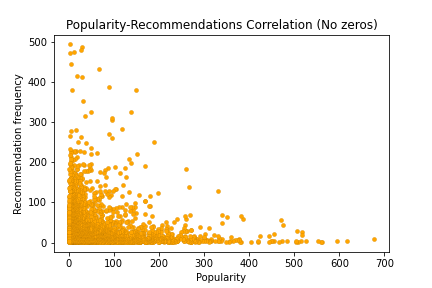 Popularity-Recommendations Correlation (No zeros)
500
400
300
200
100
0
Recommendation frequency
0 100 200 300 400 500 600 700
Popularity